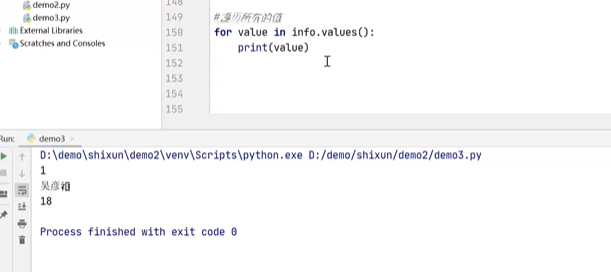 demo2.py
demo3.py
External Libraries
Scratches and Consoles
148
149 #遍历所有的值
150 for value in info.values():
151 print(value)
152
153
154
155
Run: demo3 ×
D:\demo\shixun\demo2\venv\Scripts\python.exe D:/demo/shixun/demo2/demo3.py
1
吴彦祖
18
Process finished with exit code 0